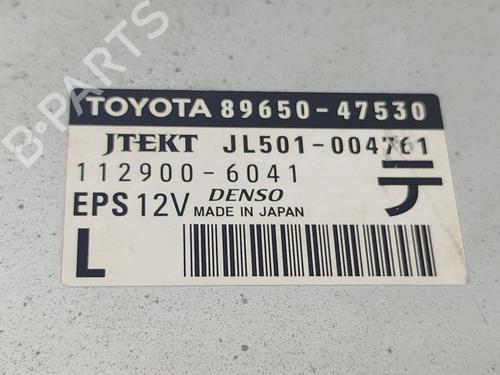 B-PARTS
TOYOTA 89650-47530
JTEKT JL501-004761
112900-6041
DENSO
EPS 12V MADE IN JAPAN
テ
L